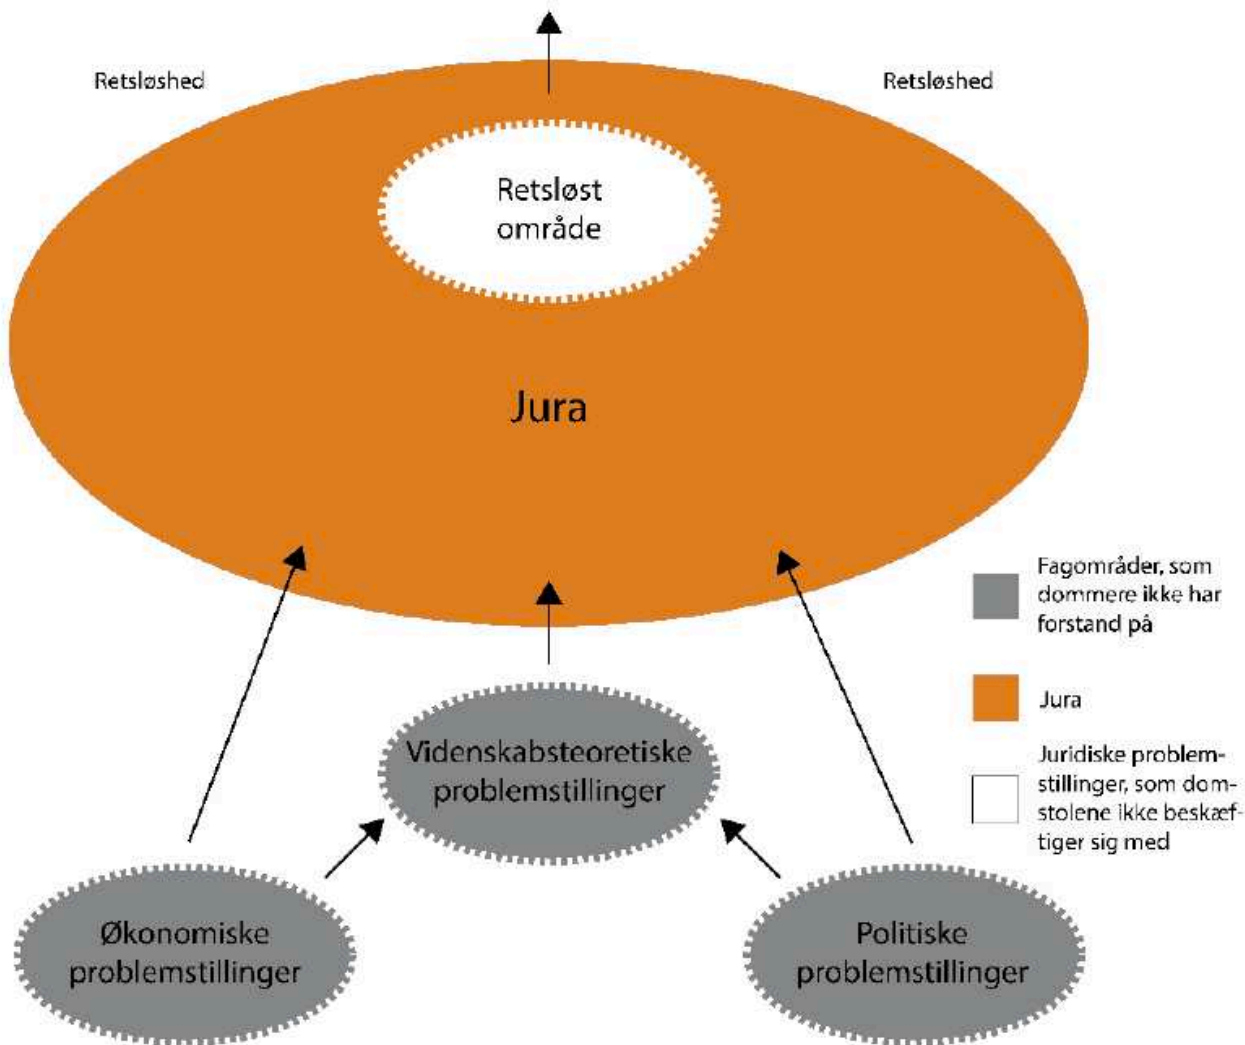 Retsløshed
Retsløshed
Retsløst
område
Jura
Fagområder, som
dommere ikke har
forstand på
Jura
Juridiske problem-
stillinger, som dom-
stolene ikke beskæf-
tiger sig med
Videnskabsteoretiske
problemstillinger
Økonomiske
problemstillinger
Politiske
problemstillinger